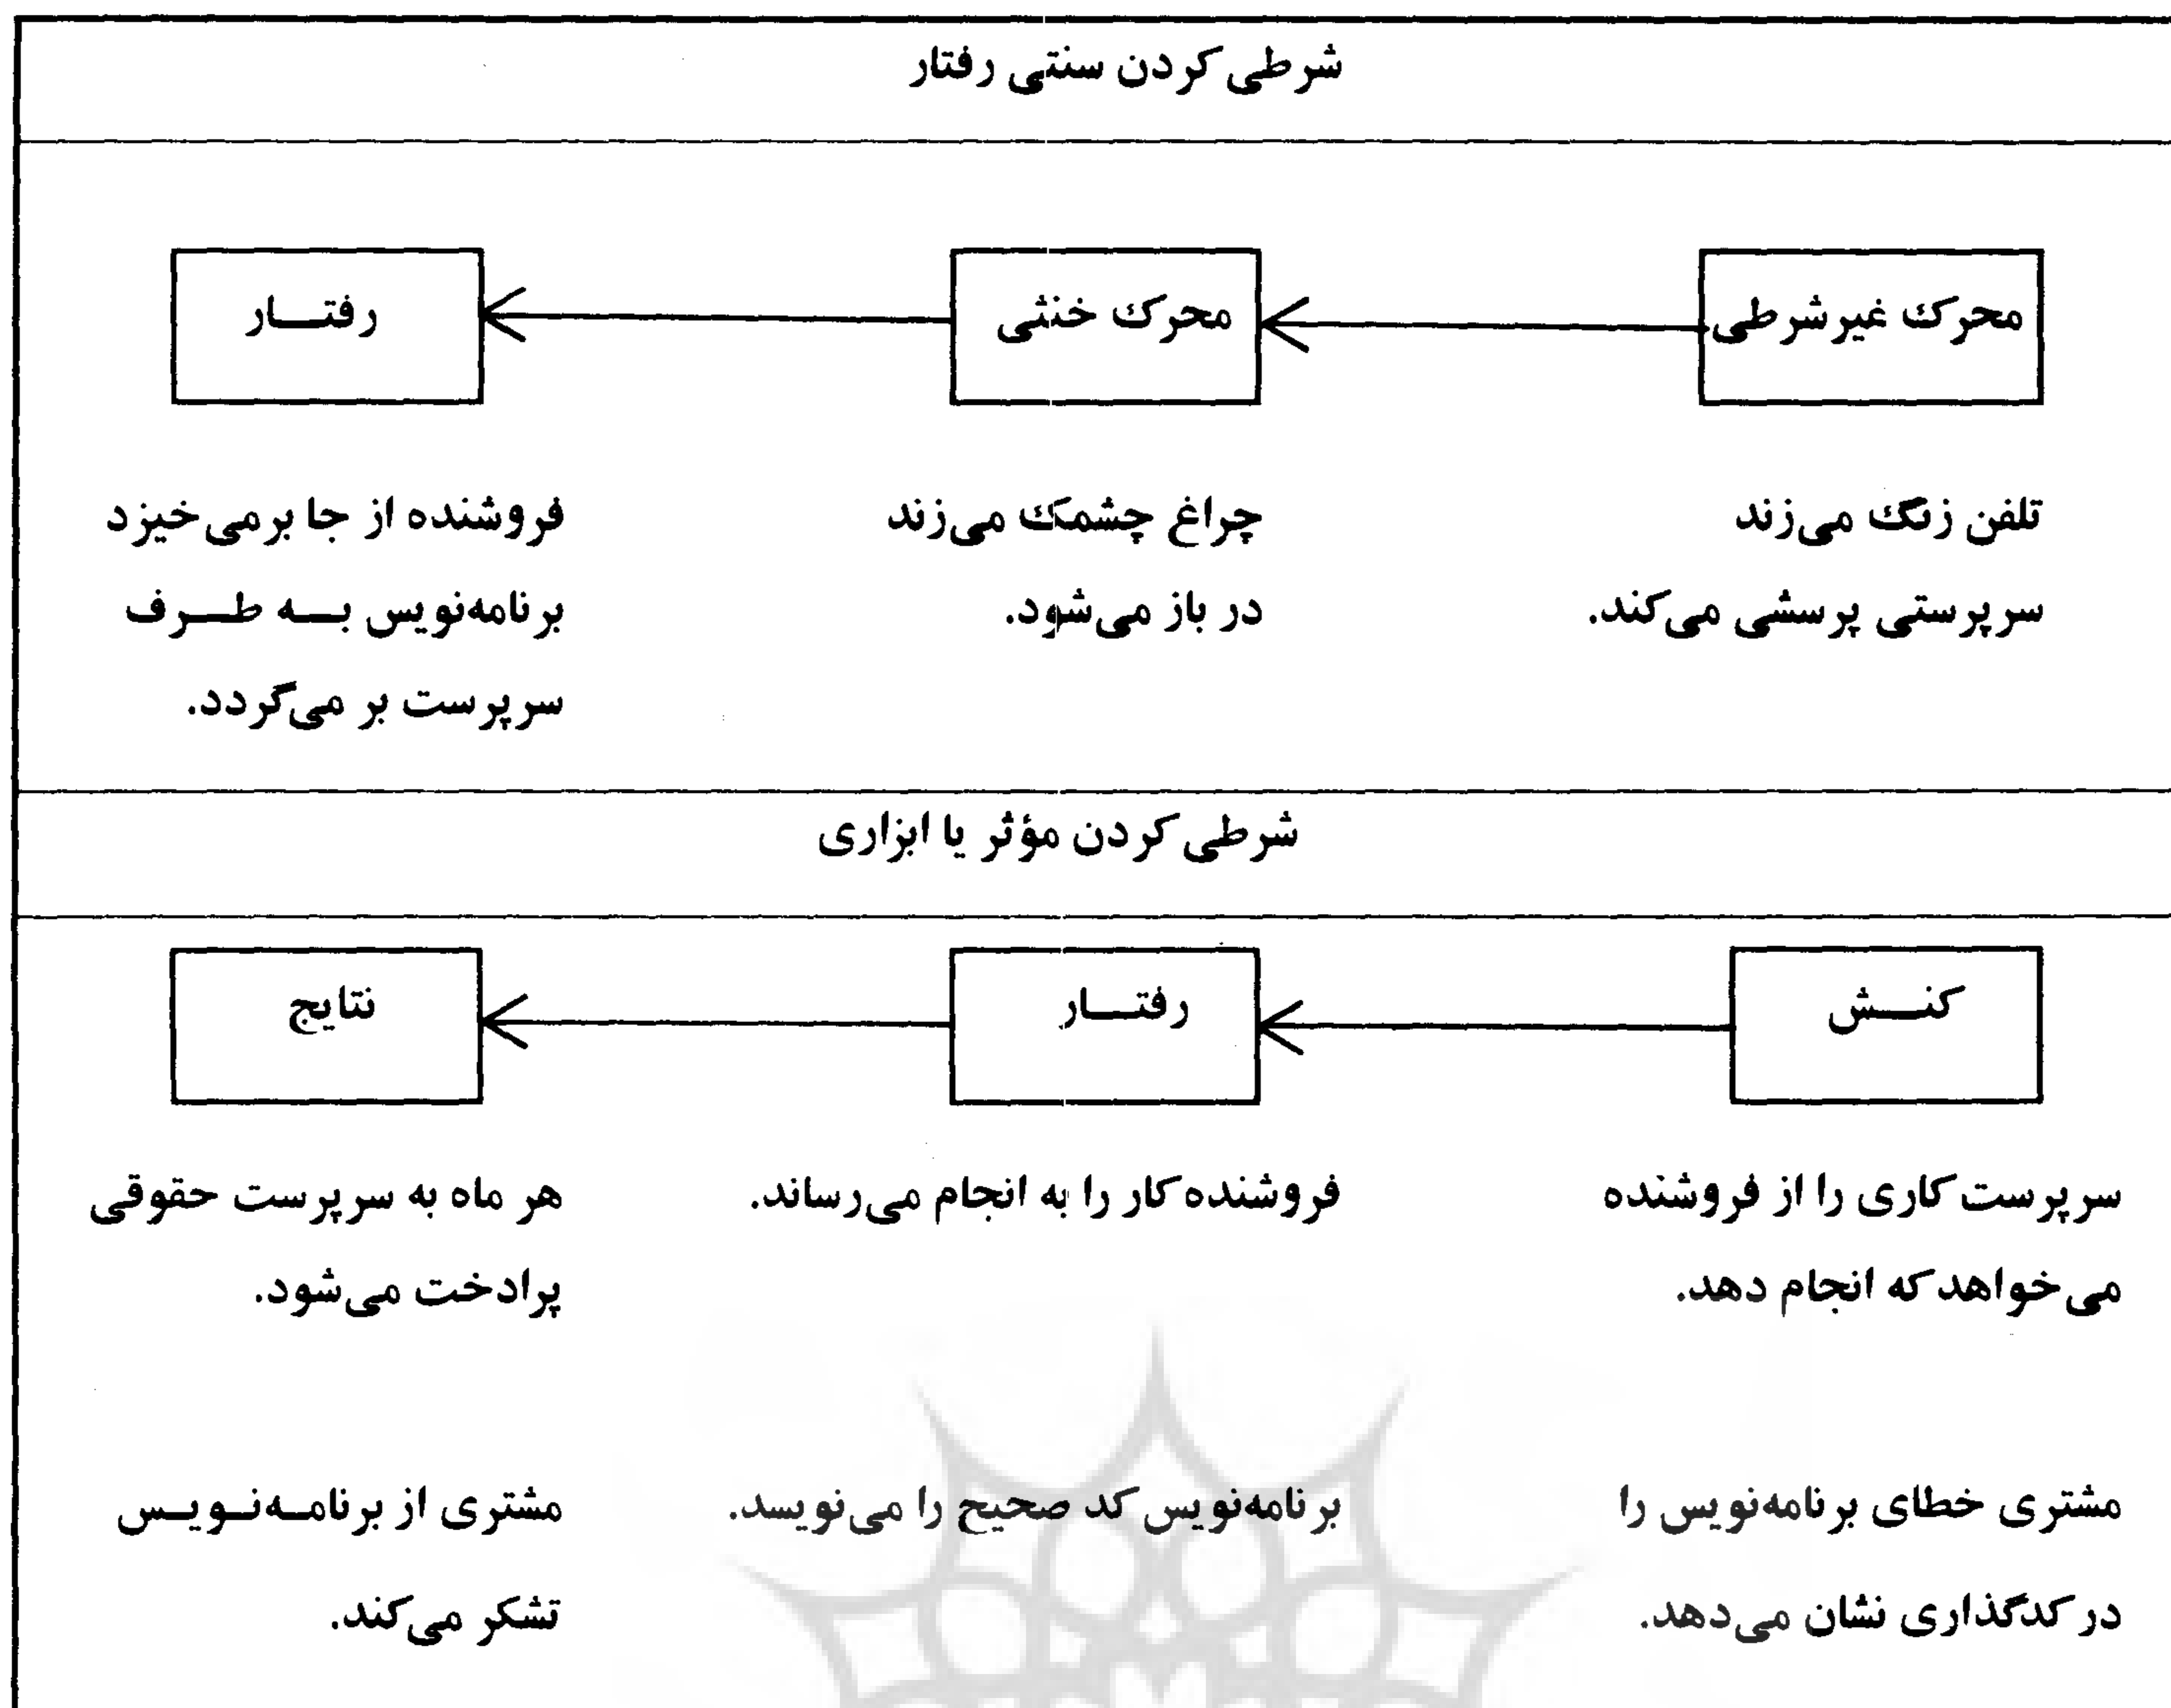 شرطی کردن سنتی رفتار
محرک غیرشرطی
محرک خنثی
رفتـــار
تلفن زنگ می‌زند
سرپرستی پرسشی می‌کند.
چراغ چشمک می‌زند
در باز می‌شود.
فروشنده از جا برمی‌خیزد
برنامه‌نویس بـــه طـــرف
سرپرست بر می‌گردد.
شرطی کردن مؤثر یا ابزاری
کنـــش
رفتـــار
نتایج
سرپرست کاری را از فروشنده
می‌خواهد که انجام دهد.
فروشنده کار را به انجام می‌رساند.
هر ماه به سرپرست حقوقی
پرادخت می‌شود.
مشتری خطای برنامه‌نویس را
در کدگذاری نشان می‌دهد.
برنامه‌نویس کد صحیح را می‌نویسد.
مشتری از برنامــه‌نــویــس
تشکر می‌کند.